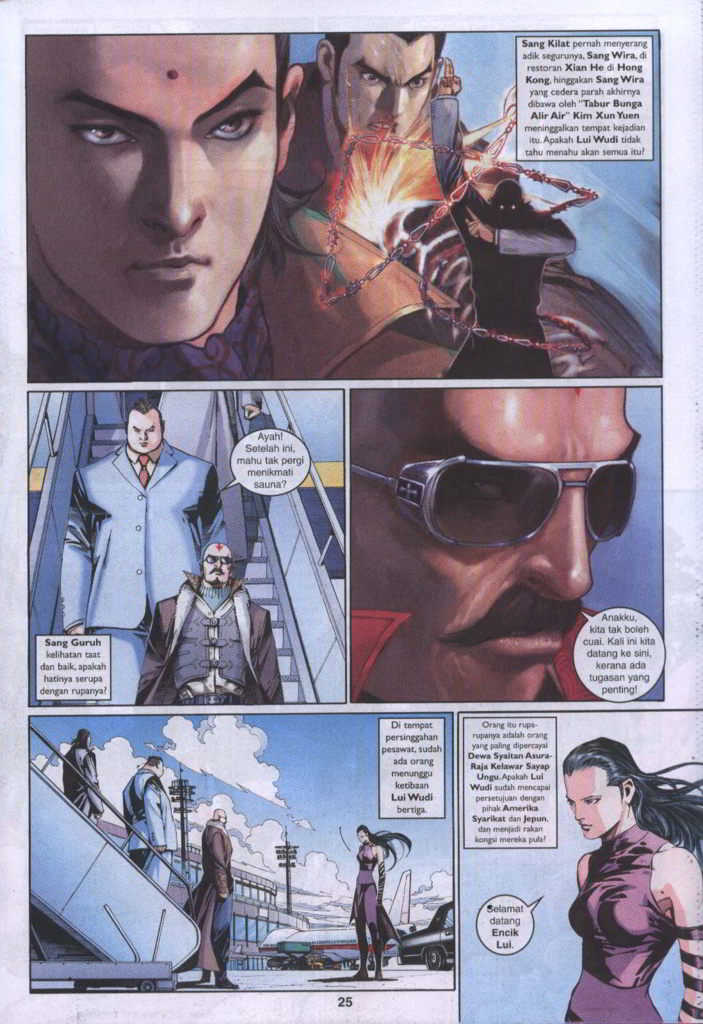 Sang Kilat pernah menyerang
adik segurunya, Sang Wira, di
restoran Xian He di Hong
Kong, hinggakan Sang Wira
yang cedera parah akhirnya
dibawa oleh "Tabur Bunga
Alir Air" Kim Xun Yuen
meninggalkan tempat kejadian
itu. Apakah Lui Wudi tidak
tahu menahu akan semua itu?
Ayah!
Setelah ini,
mahu tak pergi
menikmati
sauna?
Sang Guruh
kelihatan taat
dan baik, apakah
hatinya serupa
dengan rupanya?
Anakku,
kita tak boleh
cuai. Kali ini kita
datang ke sini,
kerana ada
tugasan yang
penting!
Di tempat
persinggahan
pesawat, sudah
ada orang
menunggu
ketibaan
Lui Wudi
bertiga.
Orang itu rupa-
rupanya adalah orang
yang paling dipercayai
Dewa Syaitan Asura-
Raja Kelawar Sayap
Ungu. Apakah Lui
Wudi sudah mencapai
persetujuan dengan
pihak Amerika
Syarikat dan Jepun,
dan menjadi rakan
kongsi mereka pula?
Selamat
datang
Encik
Lui.
25